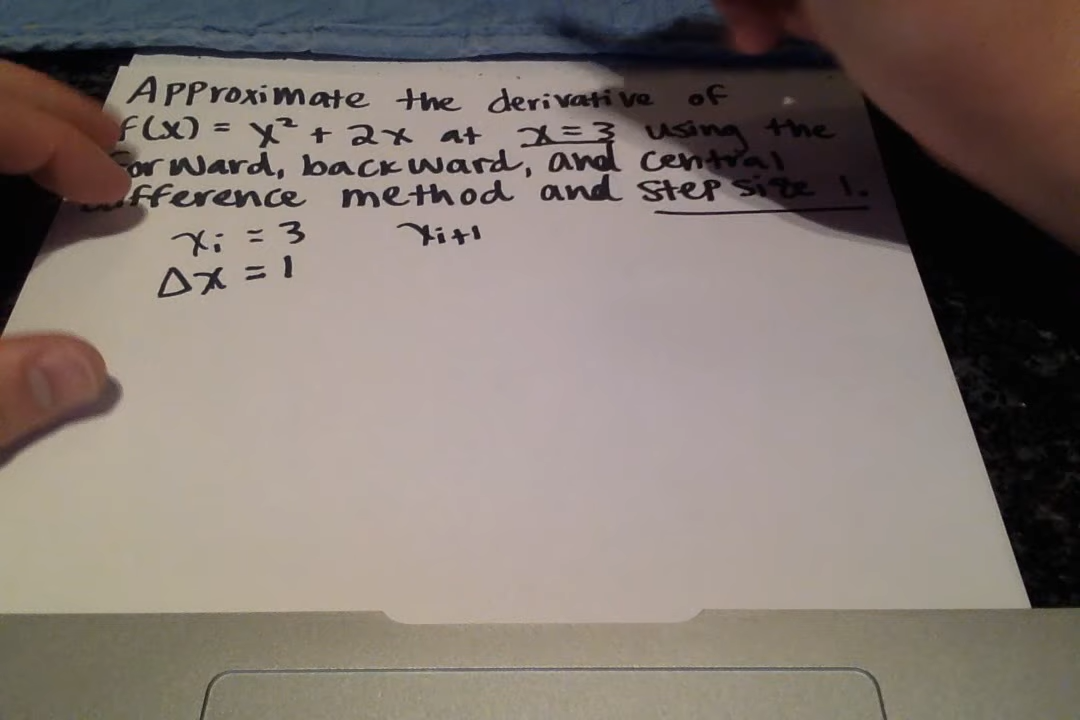 Approximate the derivative of
f(x) = x² + 2x at x=3 using the
forward, backward, and central
difference method and step size 1.
xᵢ = 3 xᵢ₊₁
Δx = 1